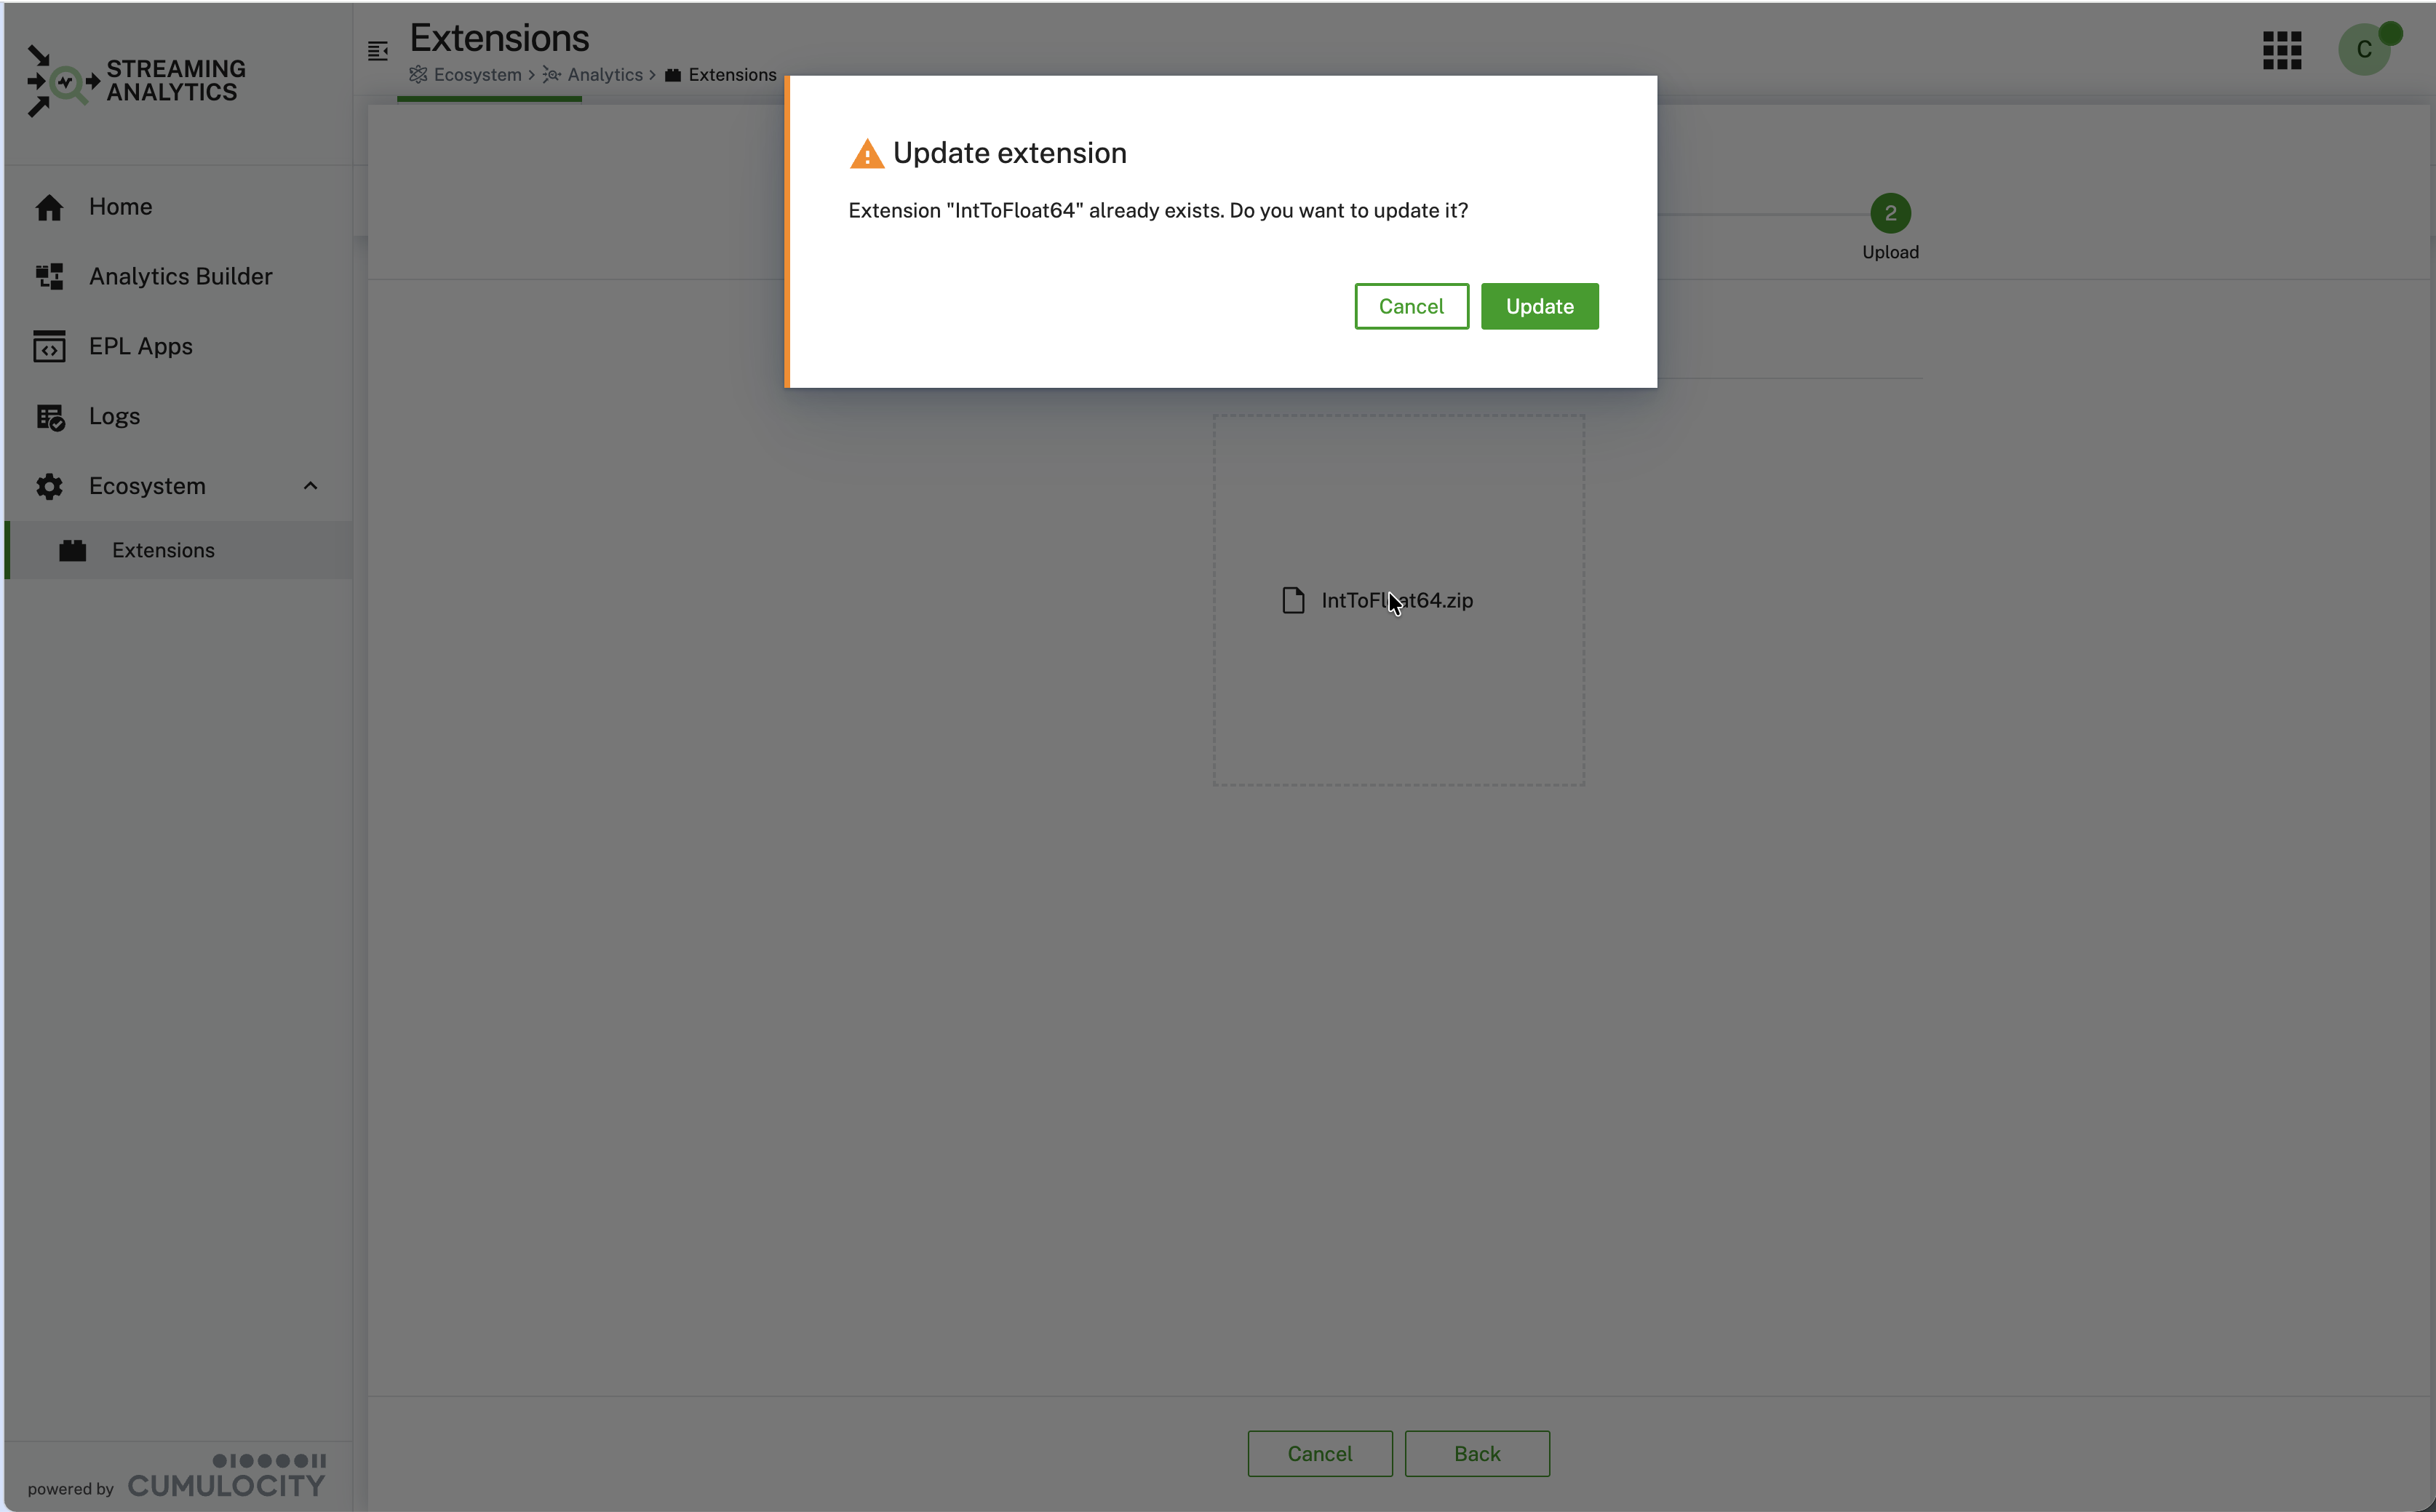 STREAMING
ANALYTICS
Extensions
Ecosystem > Analytics > Extensions
C
Home
Analytics Builder
EPL Apps
Logs
Ecosystem
Extensions
Update extension
Extension "IntToFloat64" already exists. Do you want to update it?
Cancel Update
2
Upload
IntToFloat64.zip
Cancel Back
powered by CUMULOCITY